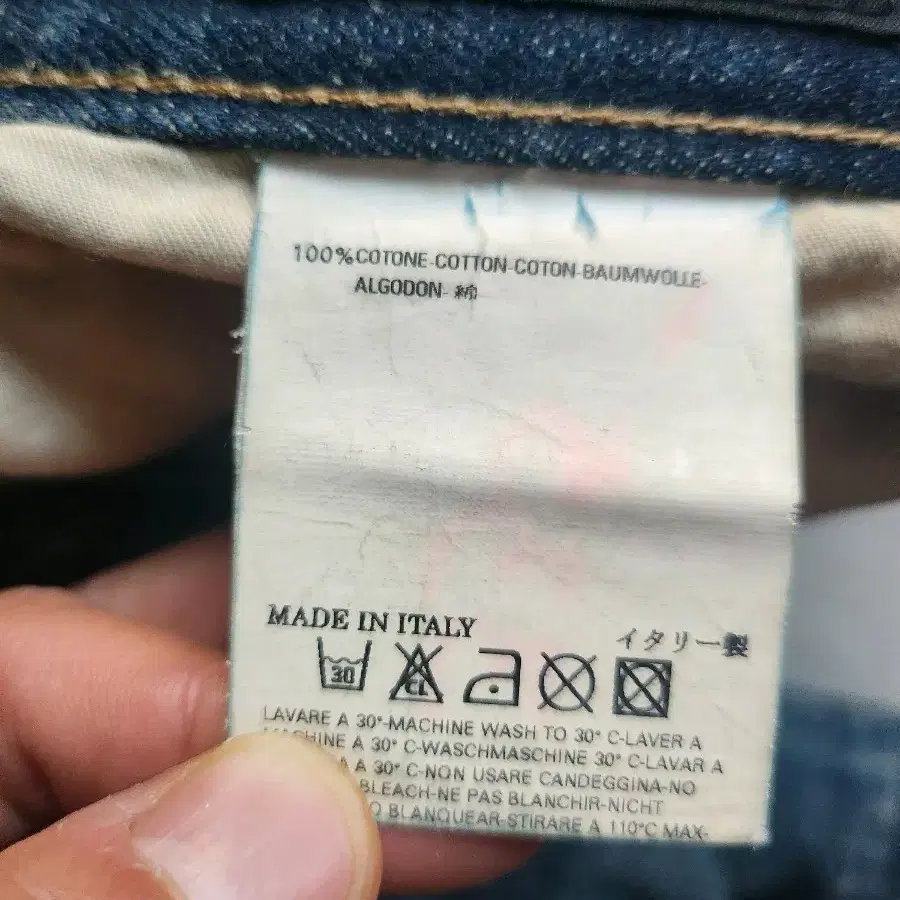 100% COTONE-COTTON-COTON-BAUMWOLLE-
ALGODON- 綿
MADE IN ITALY
イタリー製
30
CL
LAVARE A 30°-MACHINE WASH TO 30° C-LAVER A
MACHINE A 30° C-WASCHMASCHINE 30° C-LAVAR A
A 30° C-NON USARE CANDEGGINA-NO
BLEACH-NE PAS BLANCHIR-NICHT
BLANQUEAR-STIRARE A 110°C MAX-